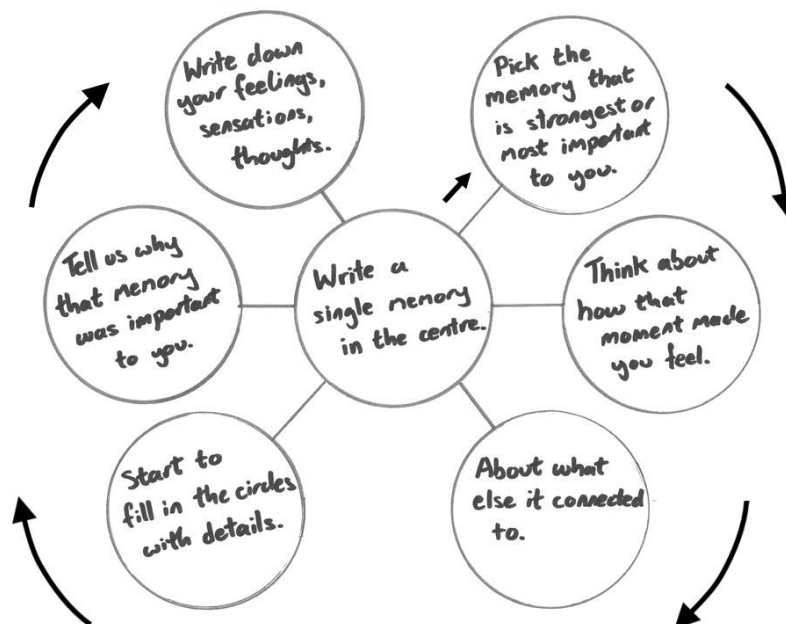 Write a
single memory
in the centre.
Pick the
memory that
is strongest or
most important
to you.
Think about
how that
moment made
you feel.
About what
else it connected
to.
Start to
fill in the circles
with details.
Tell us why
that memory
was important
to you.
Write down
your feelings,
sensations,
thoughts.